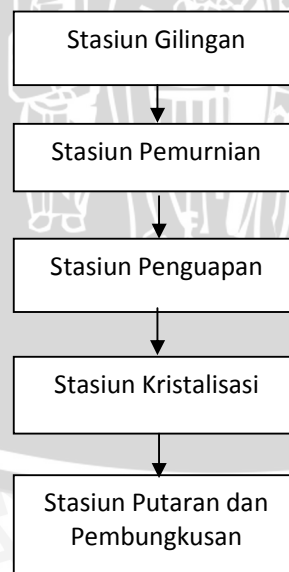 Stasiun Gilingan
Stasiun Pemurnian
Stasiun Penguapan
Stasiun Kristalisasi
Stasiun Putaran dan
Pembungkusan